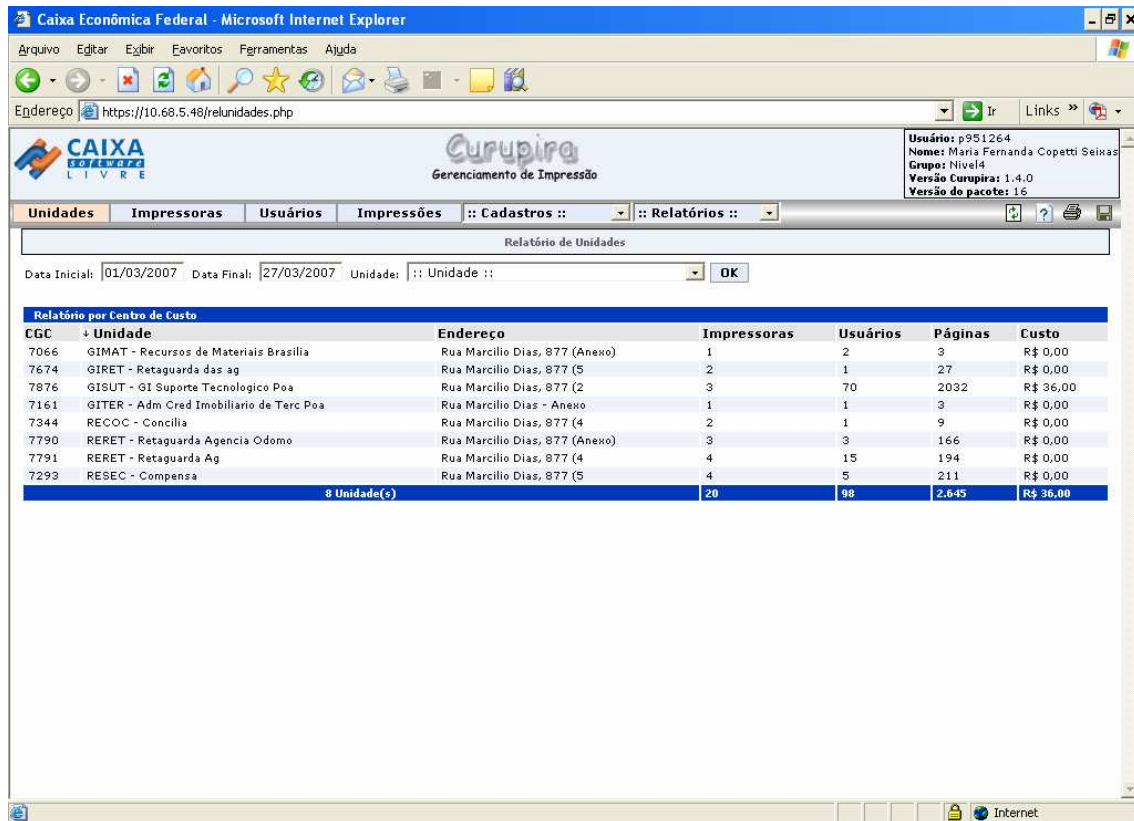 Caixa Econômica Federal - Microsoft Internet Explorer
Arquivo Editar Exibir Favoritos Ferramentas Ajuda
Endereço https://10.68.5.48/relunidades.php Ir Links »
CAIXA
software
LIVRE
Curupira
Gerenciamento de Impressão
Usuário: p951264
Nome: Maria Fernanda Copetti Seixas
Grupo: Nivel4
Versão Curupira: 1.4.0
Versão do pacote: 16
Unidades Impressoras Usuários Impressões :: Cadastros :: :: Relatórios ::
Relatório de Unidades
Data Inicial: 01/03/2007 Data Final: 27/03/2007 Unidade: :: Unidade :: OK
Relatório por Centro de Custo
CGC ↓ Unidade Endereço Impressoras Usuários Páginas Custo
7066 GIMAT - Recursos de Materiais Brasilia Rua Marcilio Dias, 877 (Anexo) 1 2 3 R$ 0,00
7674 GIRET - Retaguarda das ag Rua Marcilio Dias, 877 (5 2 1 27 R$ 0,00
7876 GISUT - GI Suporte Tecnologico Poa Rua Marcilio Dias, 877 (2 3 70 2032 R$ 36,00
7161 GITER - Adm Cred Imobiliario de Terc Poa Rua Marcilio Dias - Anexo 1 1 3 R$ 0,00
7344 RECOC - Concilia Rua Marcilio Dias, 877 (4 2 1 9 R$ 0,00
7790 RERET - Retaguarda Agencia Odomo Rua Marcilio Dias, 877 (Anexo) 3 3 166 R$ 0,00
7791 RERET - Retaguarda Ag Rua Marcilio Dias, 877 (4 4 15 194 R$ 0,00
7293 RESEC - Compensa Rua Marcilio Dias, 877 (5 4 5 211 R$ 0,00
8 Unidade(s) 20 98 2.645 R$ 36,00
Internet